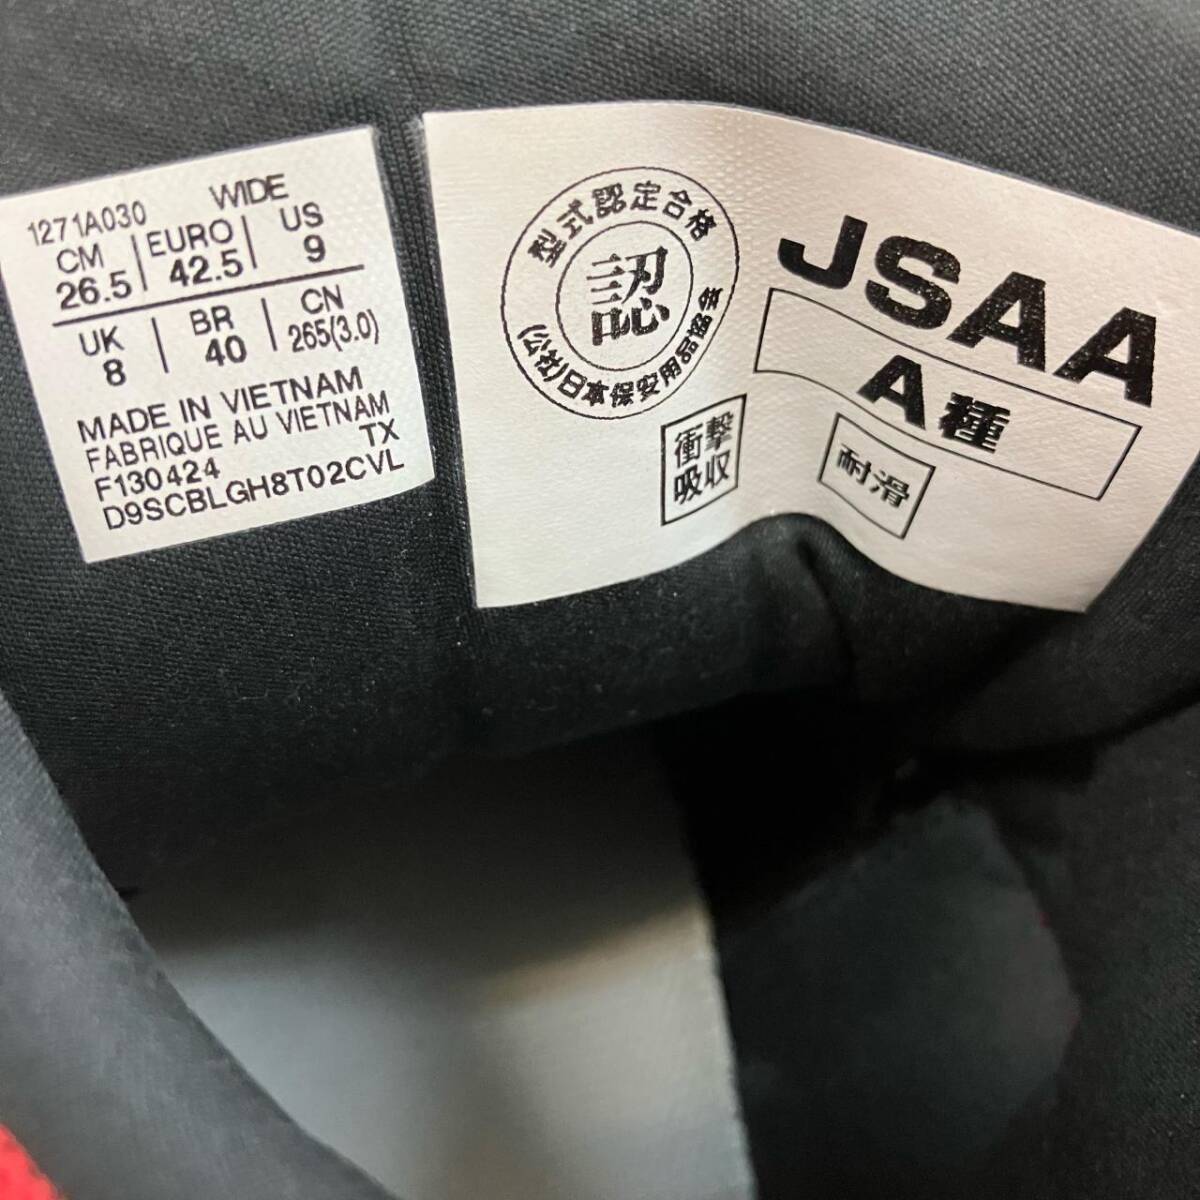 1271A030 WIDE
CM EURO US
26.5 42.5 9
UK BR CN
8 40 265(3.0)
MADE IN VIETNAM
FABRIQUE AU VIETNAM
F130424 TX
D9SCBLGH8T02CVL
型式認定合格
認
(公社)日本保安用品協会
JSAA
A種
衝撃
吸収
耐滑